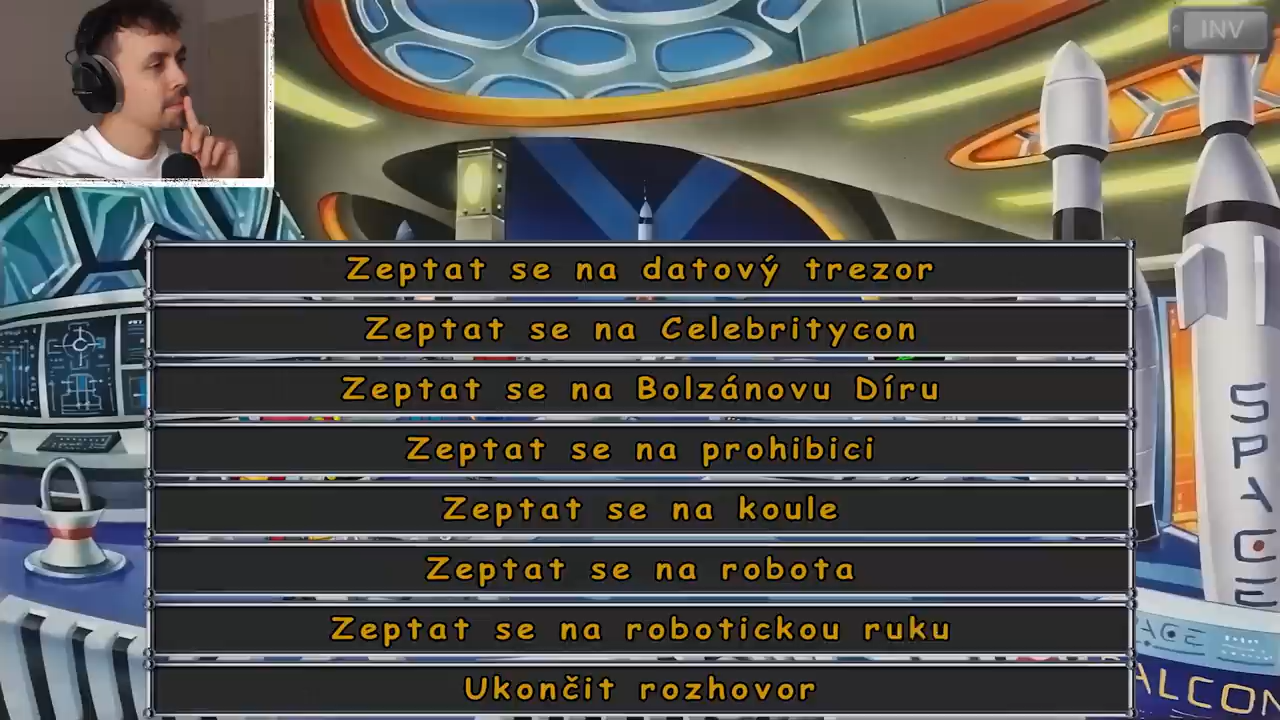 INV
Zeptat se na datový trezor
Zeptat se na Celebritycon
Zeptat se na Bolzánovu Díru
Zeptat se na prohibici
Zeptat se na koule
Zeptat se na robota
Zeptat se na robotickou ruku
Ukončit rozhovor
SPACE